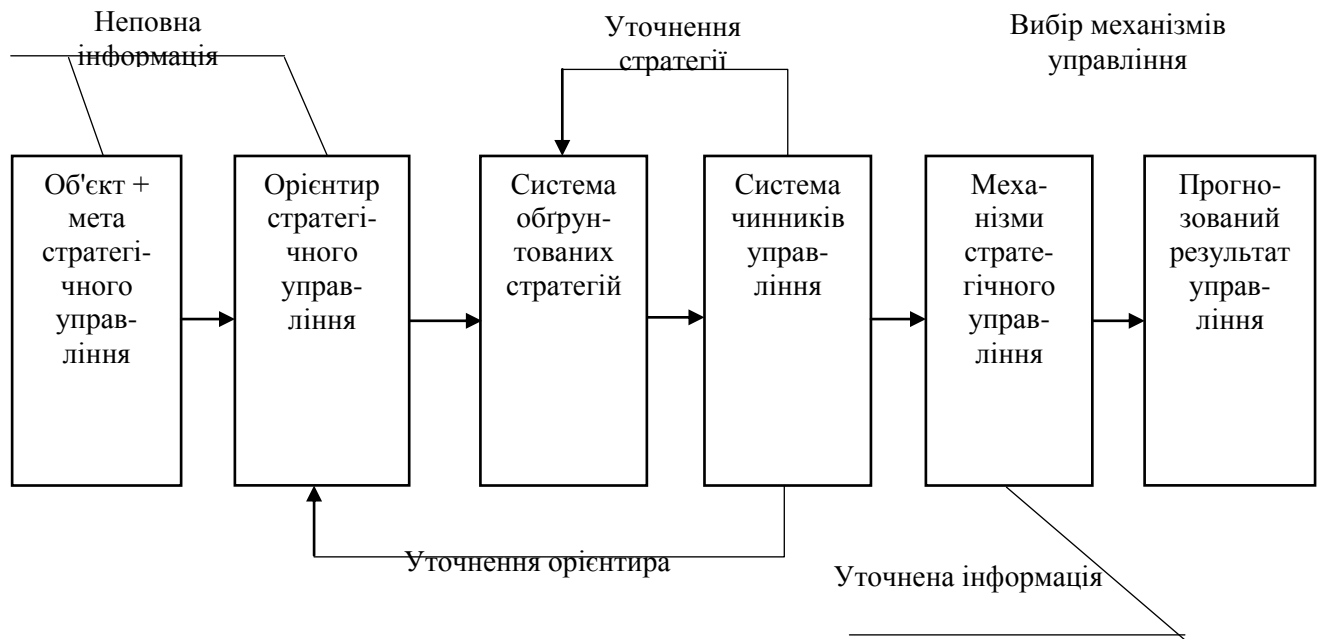 Неповна
інформація
Уточнення
стратегії
Вибір механізмів
управління
Об'єкт +
мета
стратегі-
чного
управ-
ління
Орієнтир
стратегі-
чного
управ-
ління
Система
обґрун-
тованих
стратегій
Система
чинників
управ-
ління
Меха-
нізми
страте-
гічного
управ-
ління
Прогно-
зований
результат
управ-
ління
Уточнення орієнтира
Уточнена інформація